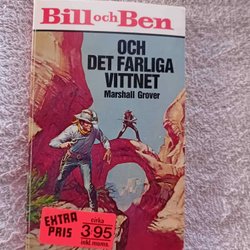 Bill och Ben
OCH
DET FARLIGA
VITTNET
Marshall Grover
EXTRA
PRIS
cirka
3.95
inkl. moms.